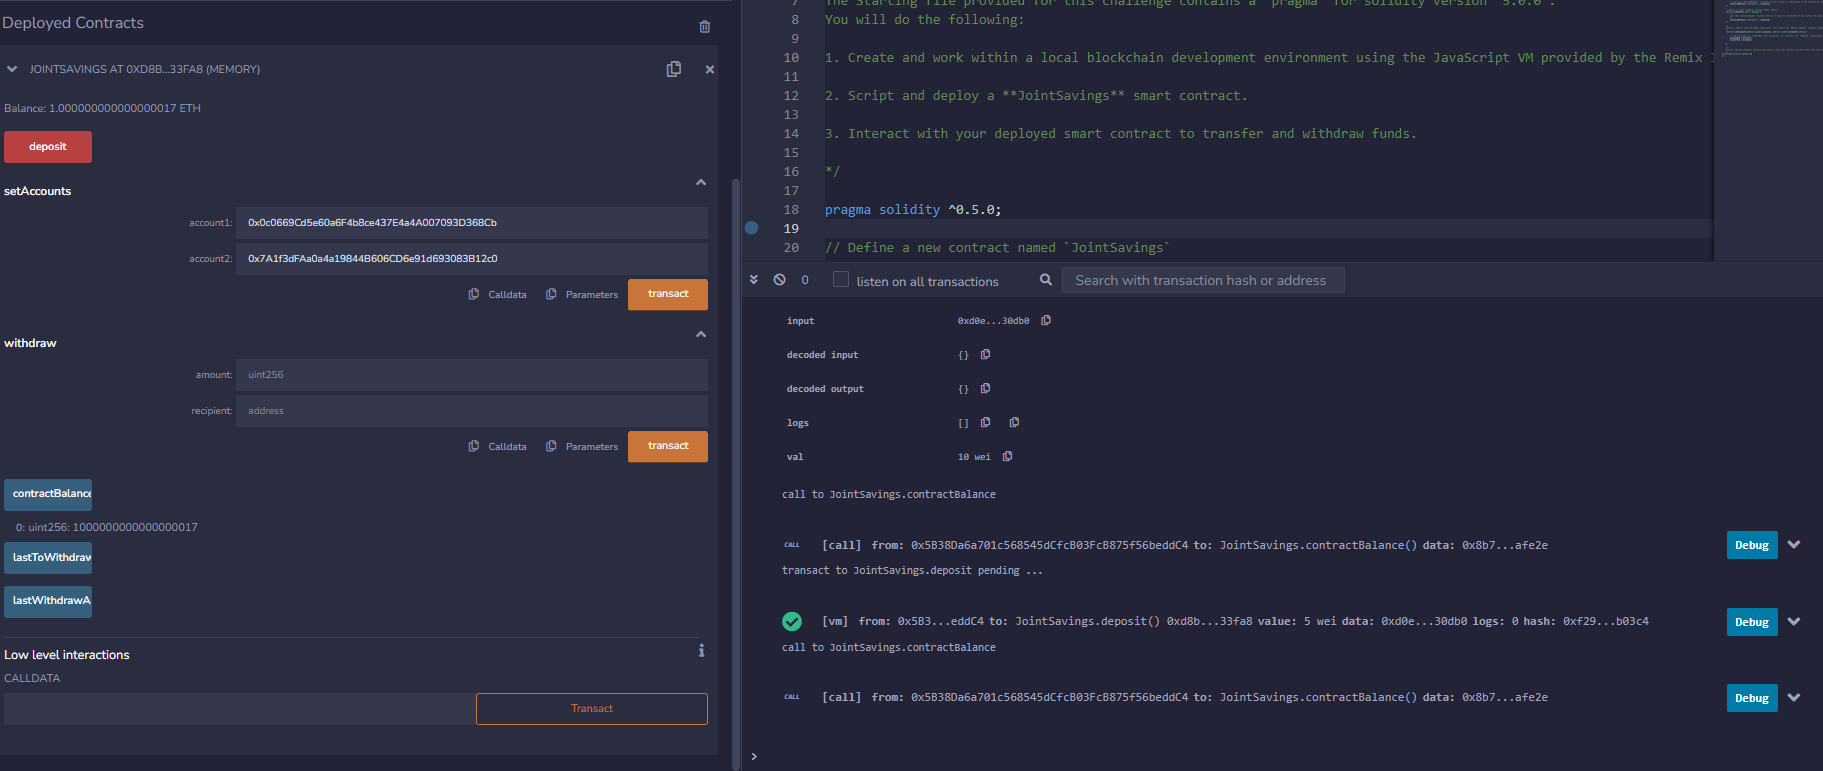 Deployed Contracts
JOINTSAVINGS AT 0XD8B...33FA8 (MEMORY)
Balance: 1.000000000000000017 ETH
deposit
setAccounts
account1: 0x0c0669Cd5e60a6F4b8ce437E4a4A007093D368Cb
account2: 0x7A1f3dFAa0a4a19844B606CD6e91d693083B12c0
Calldata Parameters transact
withdraw
amount: uint256
recipient: address
Calldata Parameters transact
contractBalance
0: uint256: 1000000000000000017
lastToWithdraw
lastWithdrawA
Low level interactions
CALLDATA
Transact
7 The Starting file provided for this challenge contains a `pragma` for solidity version `5.0.0`.
8 You will do the following:
9
10 1. Create and work within a local blockchain development environment using the JavaScript VM provided by the Remix
11
12 2. Script and deploy a **JointSavings** smart contract.
13
14 3. Interact with your deployed smart contract to transfer and withdraw funds.
15
16 */
17
18 pragma solidity ^0.5.0;
19
20 // Define a new contract named `JointSavings`
0 listen on all transactions Search with transaction hash or address
input 0xd0e...30db0
decoded input {}
decoded output {}
logs []
val 10 wei
call to JointSavings.contractBalance
CALL [call] from: 0x5B38Da6a701c568545dCfcB03FcB875f56beddC4 to: JointSavings.contractBalance() data: 0x8b7...afe2e Debug
transact to JointSavings.deposit pending ...
[vm] from: 0x5B3...eddC4 to: JointSavings.deposit() 0xd8b...33fa8 value: 5 wei data: 0xd0e...30db0 logs: 0 hash: 0xf29...b03c4 Debug
call to JointSavings.contractBalance
CALL [call] from: 0x5B38Da6a701c568545dCfcB03FcB875f56beddC4 to: JointSavings.contractBalance() data: 0x8b7...afe2e Debug
>